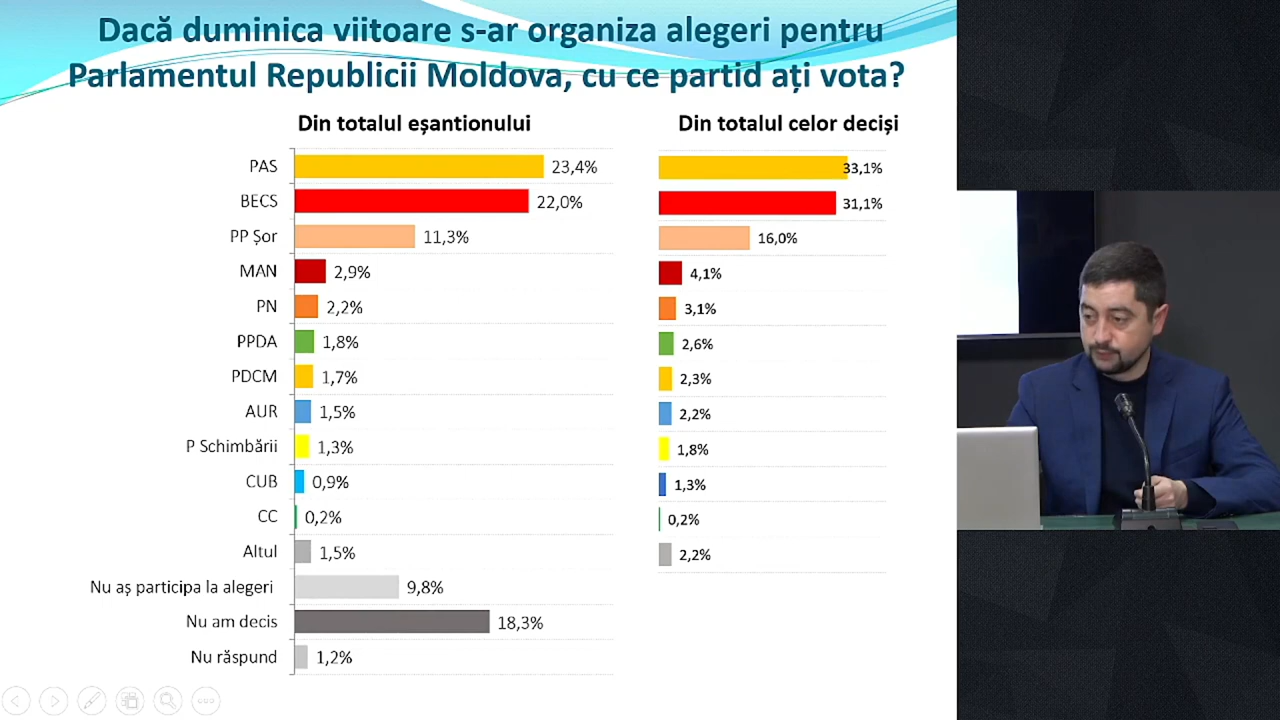 Dacă duminica viitoare s-ar organiza alegeri pentru
Parlamentul Republicii Moldova, cu ce partid ați vota?
Din totalul eșantionului
Din totalul celor deciși
PAS 23,4% 33,1%
BECS 22,0% 31,1%
PP Șor 11,3% 16,0%
MAN 2,9% 4,1%
PN 2,2% 3,1%
PPDA 1,8% 2,6%
PDCM 1,7% 2,3%
AUR 1,5% 2,2%
P Schimbării 1,3% 1,8%
CUB 0,9% 1,3%
CC 0,2% 0,2%
Altul 1,5% 2,2%
Nu aș participa la alegeri 9,8%
Nu am decis 18,3%
Nu răspund 1,2%